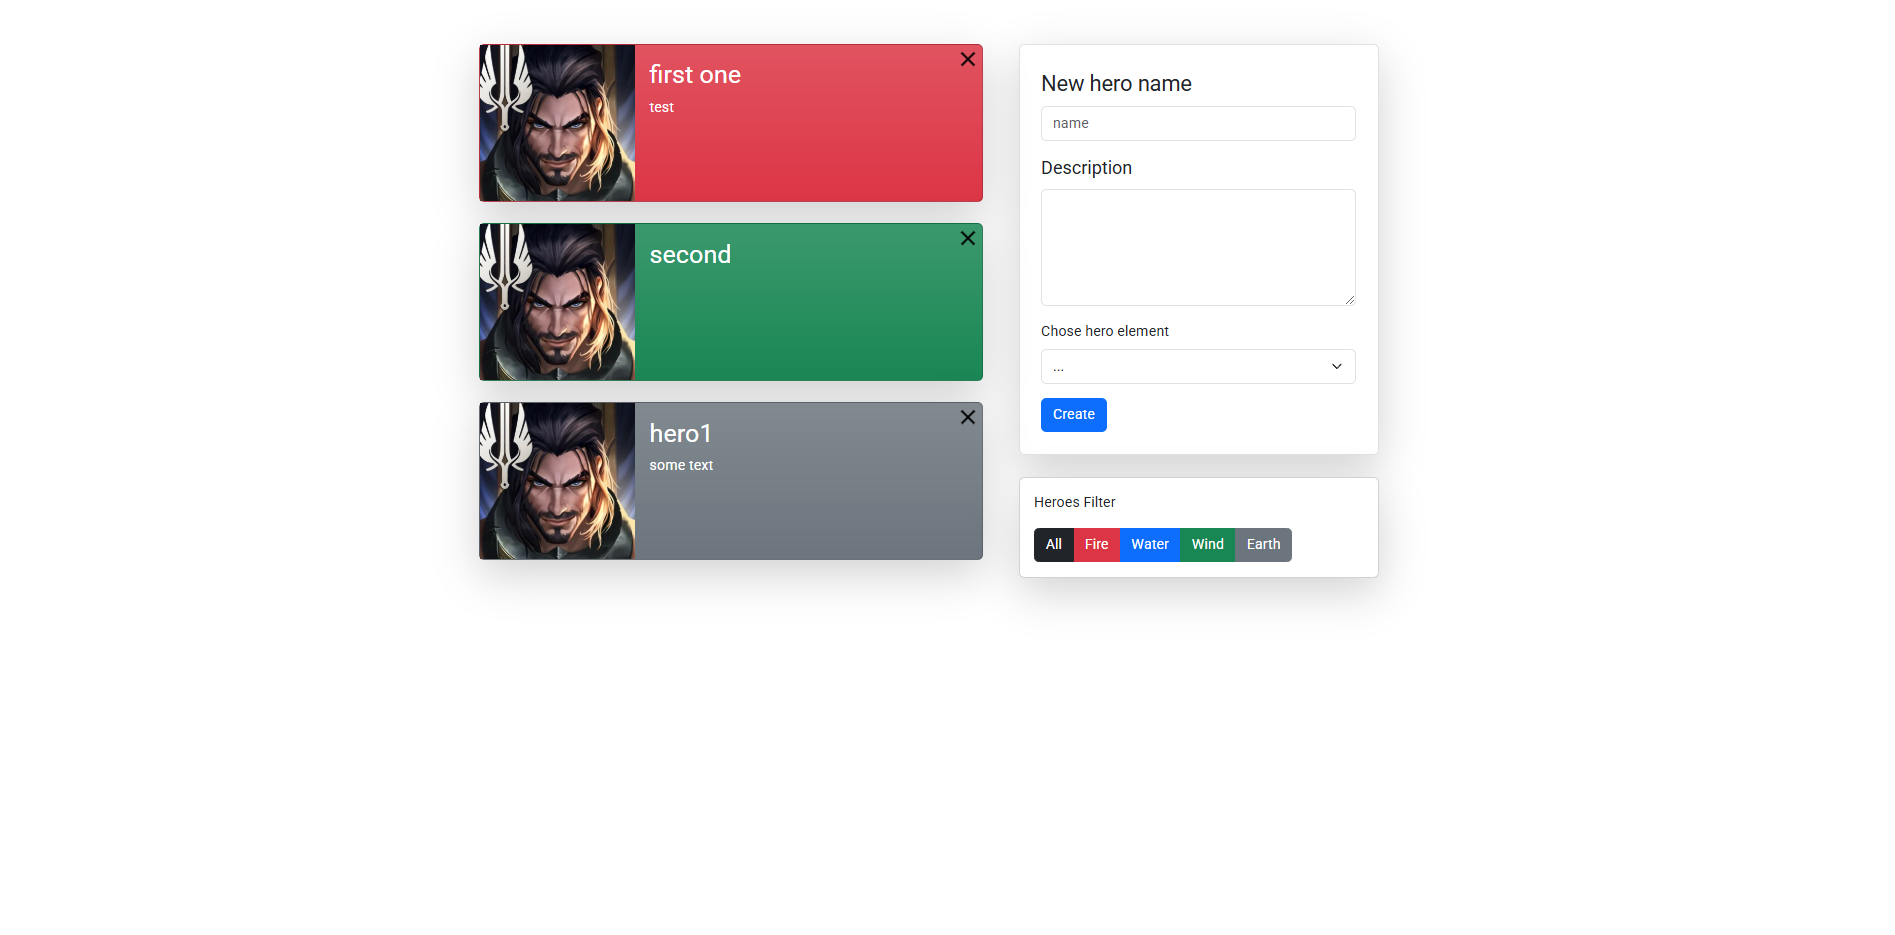 first one
test
second
hero1
some text
New hero name
name
Description
Chose hero element
...
Create
Heroes Filter
All Fire Water Wind Earth